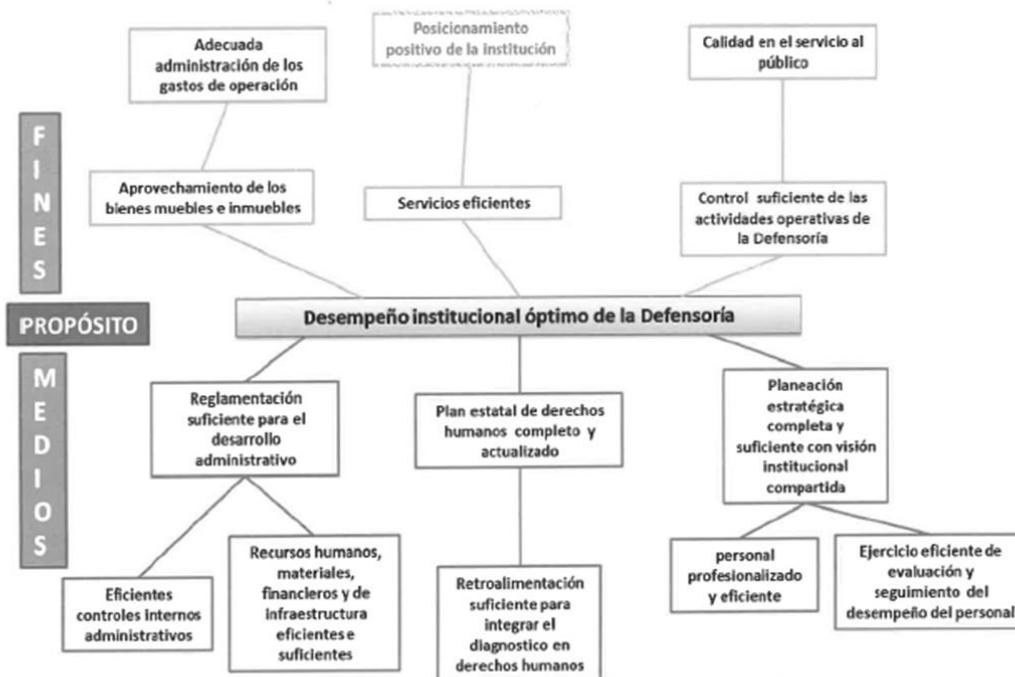 Adecuada
administración de los
gastos de operación
Posicionamiento
positivo de la institución
Calidad en el servicio al
público
FINES
Aprovechamiento de los
bienes muebles e inmuebles
Servicios eficientes
Control suficiente de las
actividades operativas de
la Defensoría
PROPÓSITO
Desempeño institucional óptimo de la Defensoría
MEDIOS
Reglamentación
suficiente para el
desarrollo
administrativo
Plan estatal de derechos
humanos completo y
actualizado
Planeación
estratégica
completa y
suficiente con visión
institucional
compartida
Eficientes
controles internos
administrativos
Recursos humanos,
materiales,
financieros y de
infraestructura
eficientes e
suficientes
Retroalimentación
suficiente para
integrar el
diagnostico en
derechos humanos
personal
profesionalizado
y eficiente
Ejercicio eficiente de
evaluación y
seguimiento del
desempeño del personal